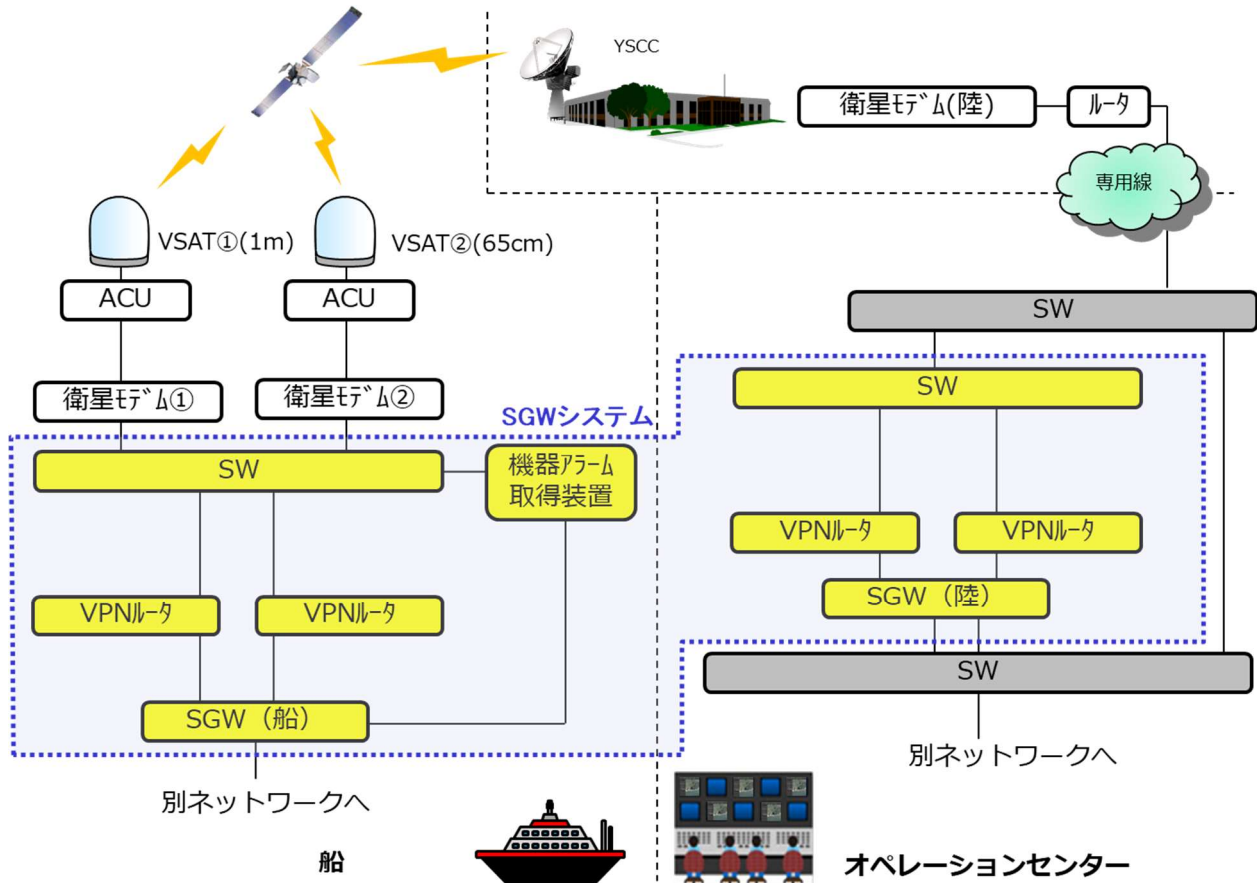 YSCC
衛星ﾓﾃﾞﾑ(陸)
ﾙｰﾀ
専用線
VSAT①(1m)
VSAT②(65cm)
ACU
ACU
SW
衛星ﾓﾃﾞﾑ①
衛星ﾓﾃﾞﾑ②
SW
SGWシステム
SW
機器ｱﾗｰﾑ
取得装置
VPNﾙｰﾀ
VPNﾙｰﾀ
SGW（陸）
VPNﾙｰﾀ
VPNﾙｰﾀ
SW
SGW（船）
別ネットワークへ
別ネットワークへ
船
オペレーションセンター